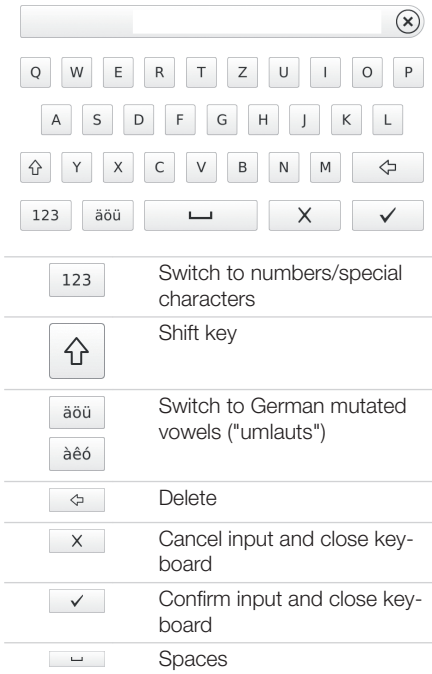 Q W E R T Z U I O P
A S D F G H J K L
Y X C V B N M
123 äöü
123 Switch to numbers/special
characters
Shift key
äöü Switch to German mutated
vowels ("umlauts")
àêó
Delete
Cancel input and close key-
board
Confirm input and close key-
board
Spaces